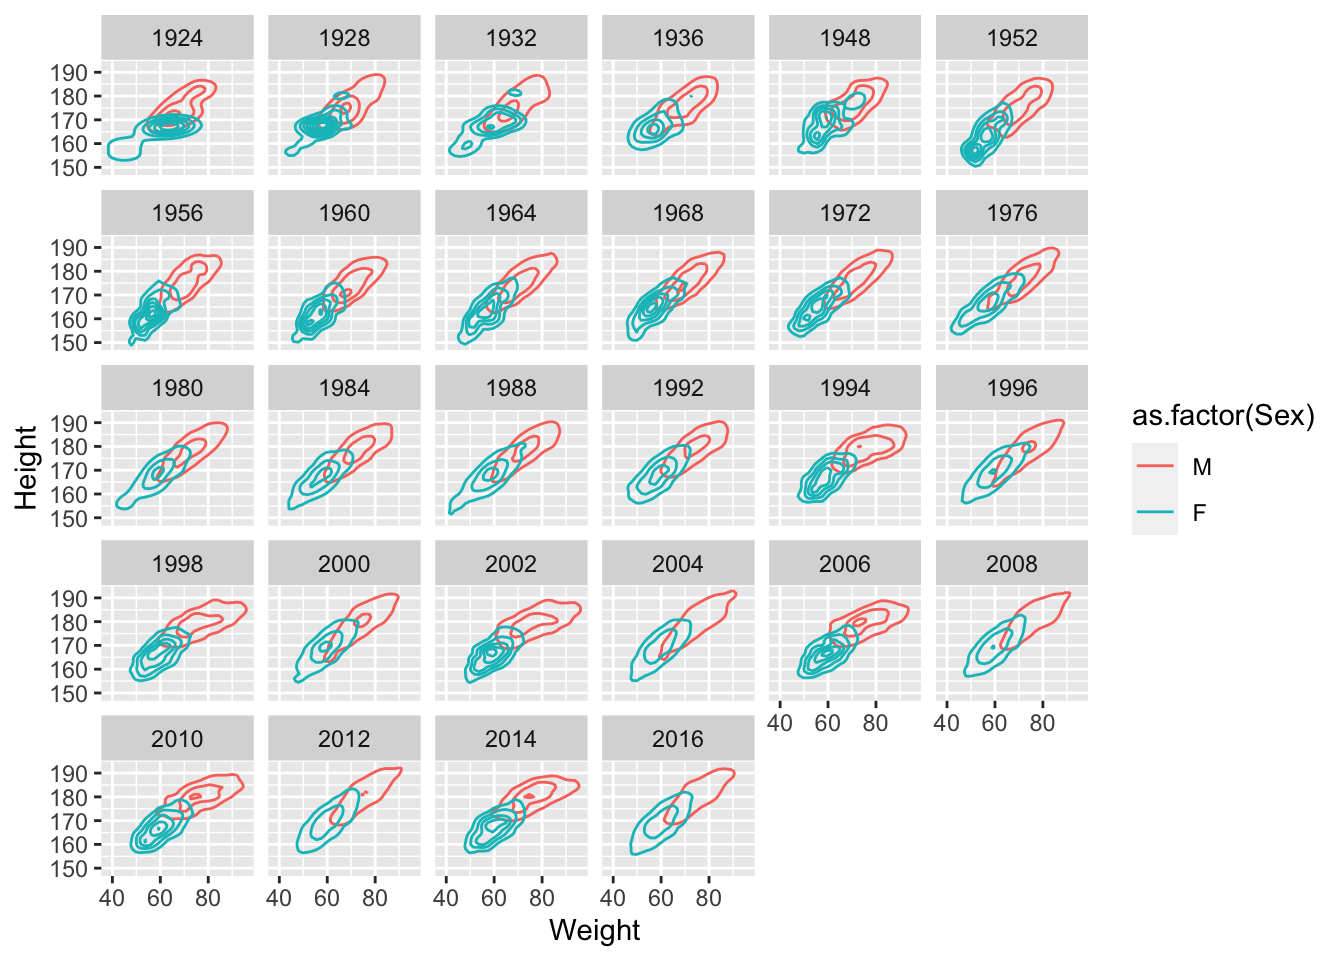 1924 1928 1932 1936 1948 1952
190
180
170
160
150
1956 1960 1964 1968 1972 1976
190
180
170
160
150
1980 1984 1988 1992 1994 1996
190
180
170
160
150
1998 2000 2002 2004 2006 2008
190
180
170
160
150
40 60 80 40 60 80
2010 2012 2014 2016
190
180
170
160
150
40 60 80 40 60 80 40 60 80 40 60 80
Weight
Height
as.factor(Sex)
M
F